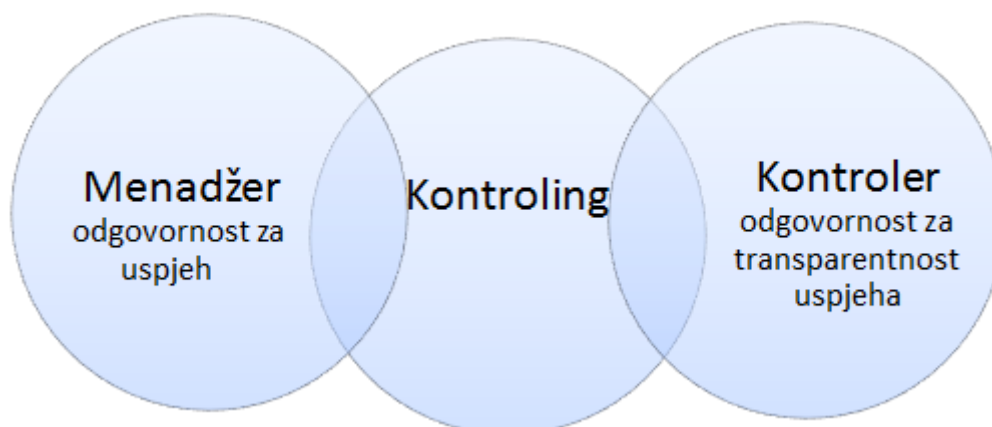 Menadžer
odgovornost za
uspjeh
Kontroling
Kontroler
odgovornost za
transparentnost
uspjeha